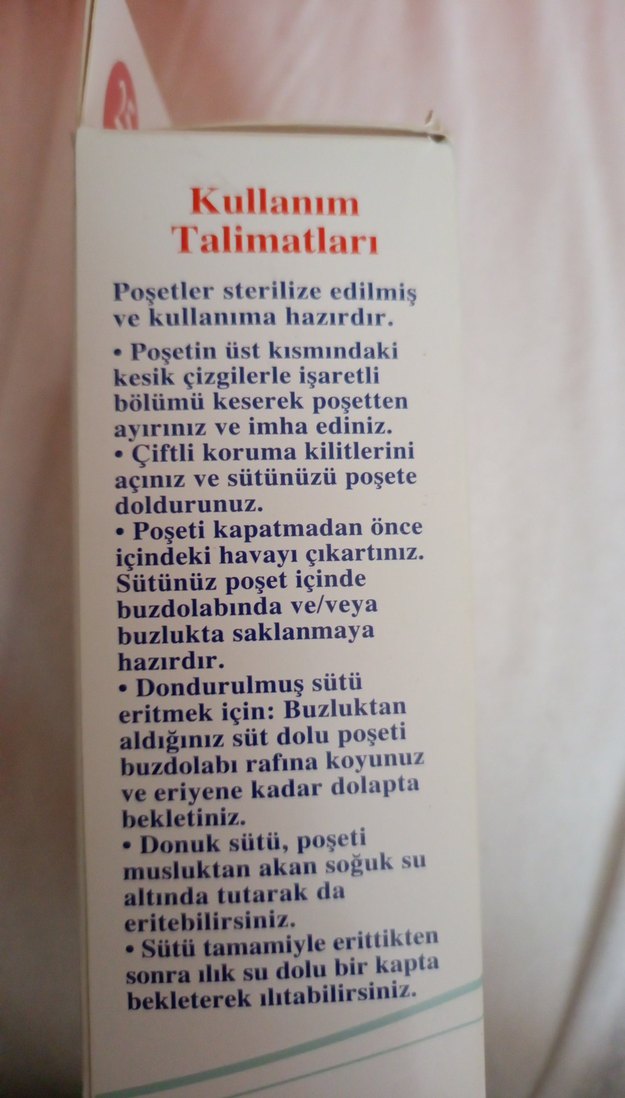 Kullanım
Talimatları
Poşetler sterilize edilmiş
ve kullanıma hazırdır.
• Poşetin üst kısmındaki
kesik çizgilerle işaretli
bölümü keserek poşetten
ayırınız ve imha ediniz.
• Çiftli koruma kilitlerini
açınız ve sütünüzü poşete
doldurunuz.
• Poşeti kapatmadan önce
içindeki havayı çıkartınız.
Sütünüz poşet içinde
buzdolabında ve/veya
buzlukta saklanmaya
hazırdır.
• Dondurulmuş sütü
eritmek için: Buzluktan
aldığınız süt dolu poşeti
buzdolabı rafına koyunuz
ve eriyene kadar dolapta
bekletiniz.
• Donuk sütü, poşeti
musluktan akan soğuk su
altında tutarak da
eritebilirsiniz.
• Sütü tamamiyle erittikten
sonra ılık su dolu bir kapta
bekleterek ılıtabilirsiniz.